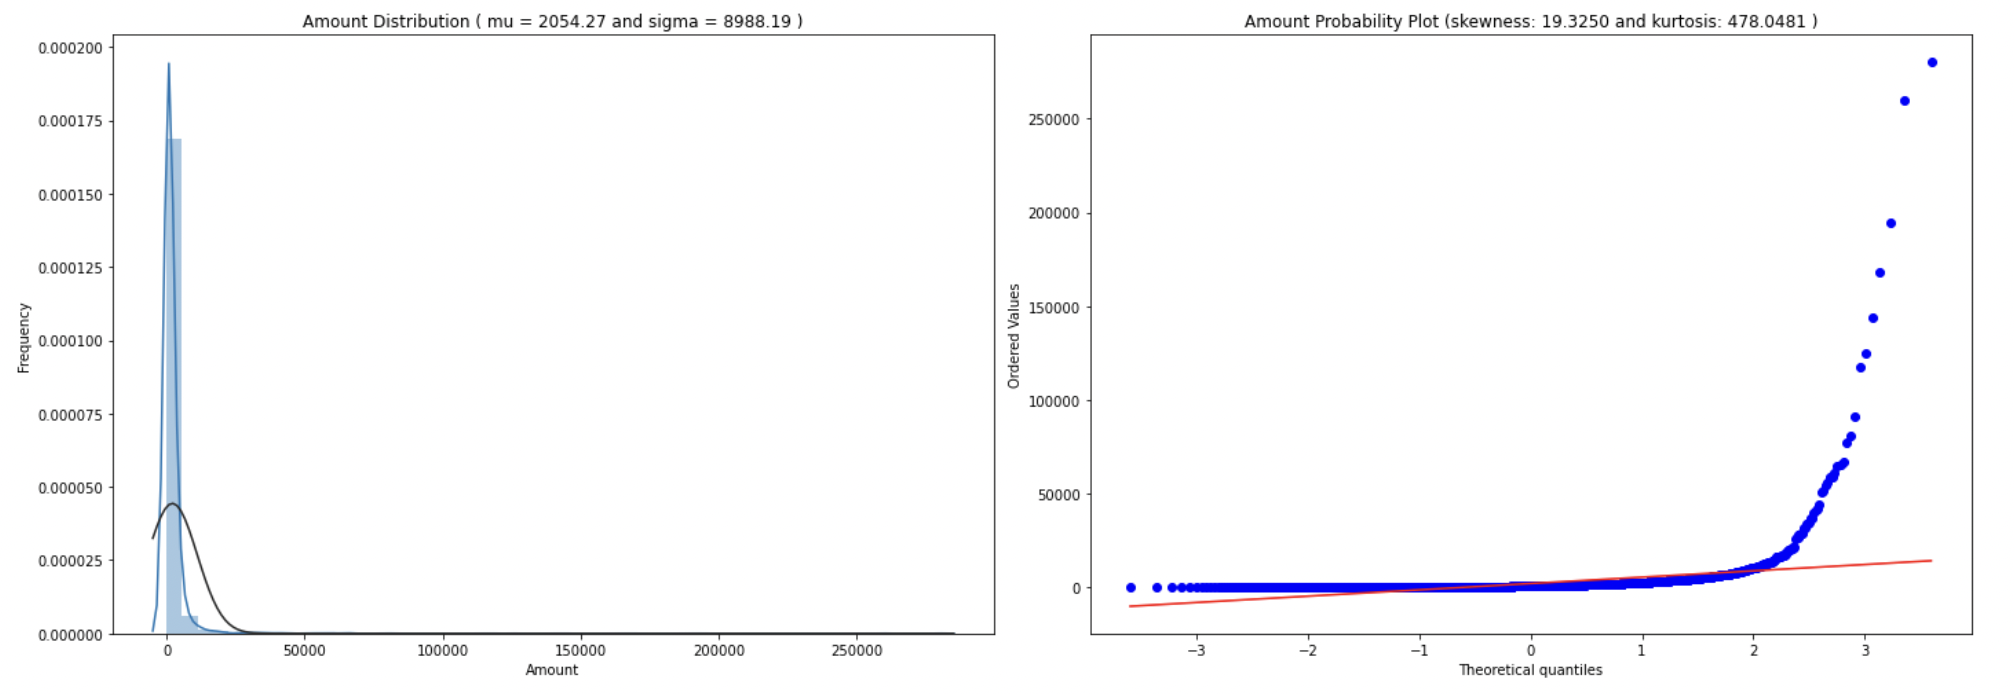 Amount Distribution ( mu = 2054.27 and sigma = 8988.19 )
0.000200
0.000175
0.000150
0.000125
0.000100
0.000075
0.000050
0.000025
0.000000
Frequency
0 50000 100000 150000 200000 250000
Amount
Amount Probability Plot (skewness: 19.3250 and kurtosis: 478.0481 )
250000
200000
150000
100000
50000
0
Ordered Values
−3 −2 −1 0 1 2 3
Theoretical quantiles